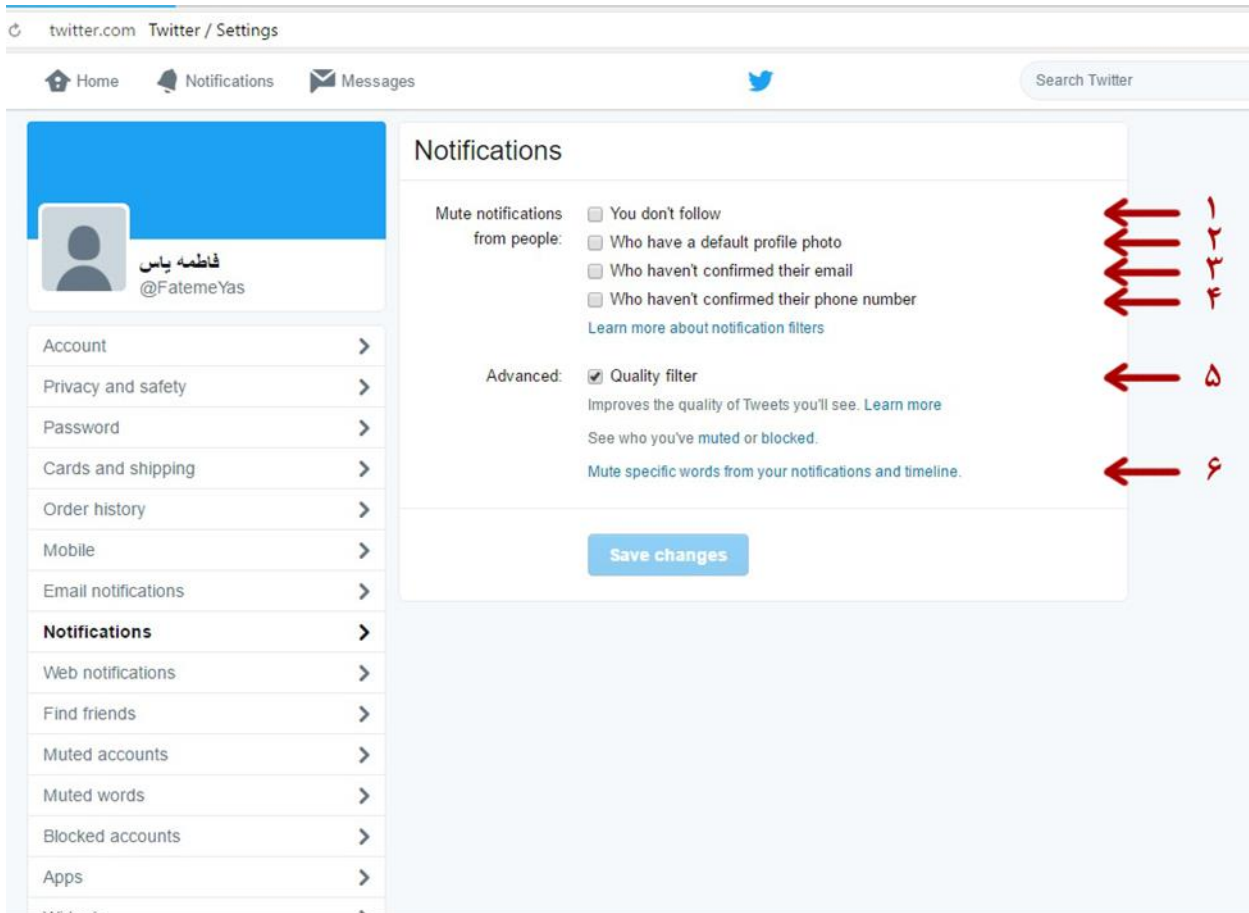 twitter.com Twitter / Settings
Home Notifications Messages Search Twitter
فاطمه یاس
@FatemeYas
Account
Privacy and safety
Password
Cards and shipping
Order history
Mobile
Email notifications
Notifications
Web notifications
Find friends
Muted accounts
Muted words
Blocked accounts
Apps
Notifications
Mute notifications from people:
You don't follow ۱
Who have a default profile photo ۲
Who haven't confirmed their email ۳
Who haven't confirmed their phone number ۴
Learn more about notification filters
Advanced: Quality filter ۵
Improves the quality of Tweets you'll see. Learn more
See who you've muted or blocked.
Mute specific words from your notifications and timeline. ۶
Save changes